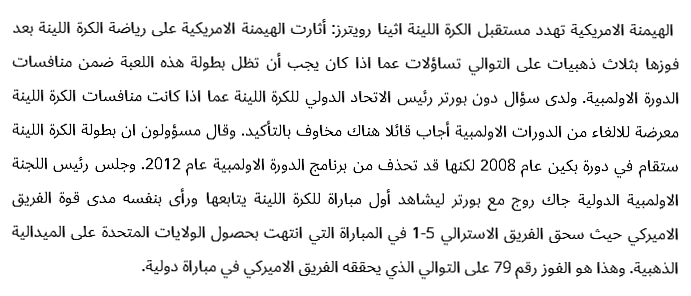 الهيمنة الامريكية تهدد مستقبل الكرة اللينة اثينا رويترز: أثارت الهيمنة الامريكية على رياضة الكرة اللينة بعد
فوزها بثلاث ذهبيات على التوالي تساؤلات عما اذا كان يجب أن تظل بطولة هذه اللعبة ضمن منافسات
الدورة الاولمبية. ولدى سؤال دون بورتر رئيس الاتحاد الدولي للكرة اللينة عما اذا كانت منافسات الكرة اللينة
معرضة للالغاء من الدورات الاولمبية أجاب قائلا هناك مخاوف بالتأكيد. وقال مسؤولون ان بطولة الكرة اللينة
ستقام في دورة بكين عام 2008 لكنها قد تحذف من برنامج الدورة الاولمبية عام 2012. وجلس رئيس اللجنة
الاولمبية الدولية جاك روج مع بورتر ليشاهد أول مباراة للكرة اللينة يتابعها ورأى بنفسه مدى قوة الفريق
الاميركي حيث سحق الفريق الاسترالي 5-1 في المباراة التي انتهت بحصول الولايات المتحدة على الميدالية
الذهبية. وهذا هو الفوز رقم 79 على التوالي الذي يحققه الفريق الاميركي في مباراة دولية.